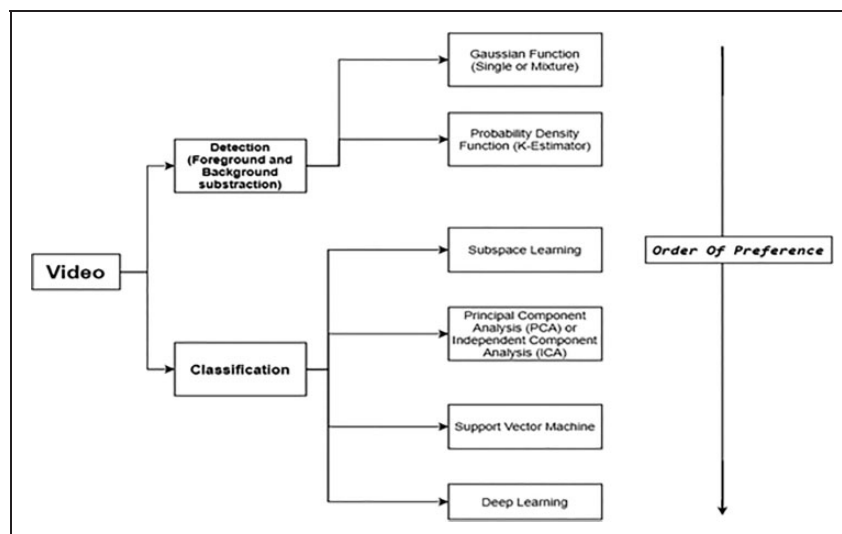 Gaussian Function
(Single or Mixture)
Probability Density
Function (K-Estimator)
Detection
(Foreground and
Background
substraction)
Subspace Learning
Order Of Preference
Video
Principal Component
Analysis (PCA) or
Independent Component
Analysis (ICA)
Classification
Support Vector Machine
Deep Learning